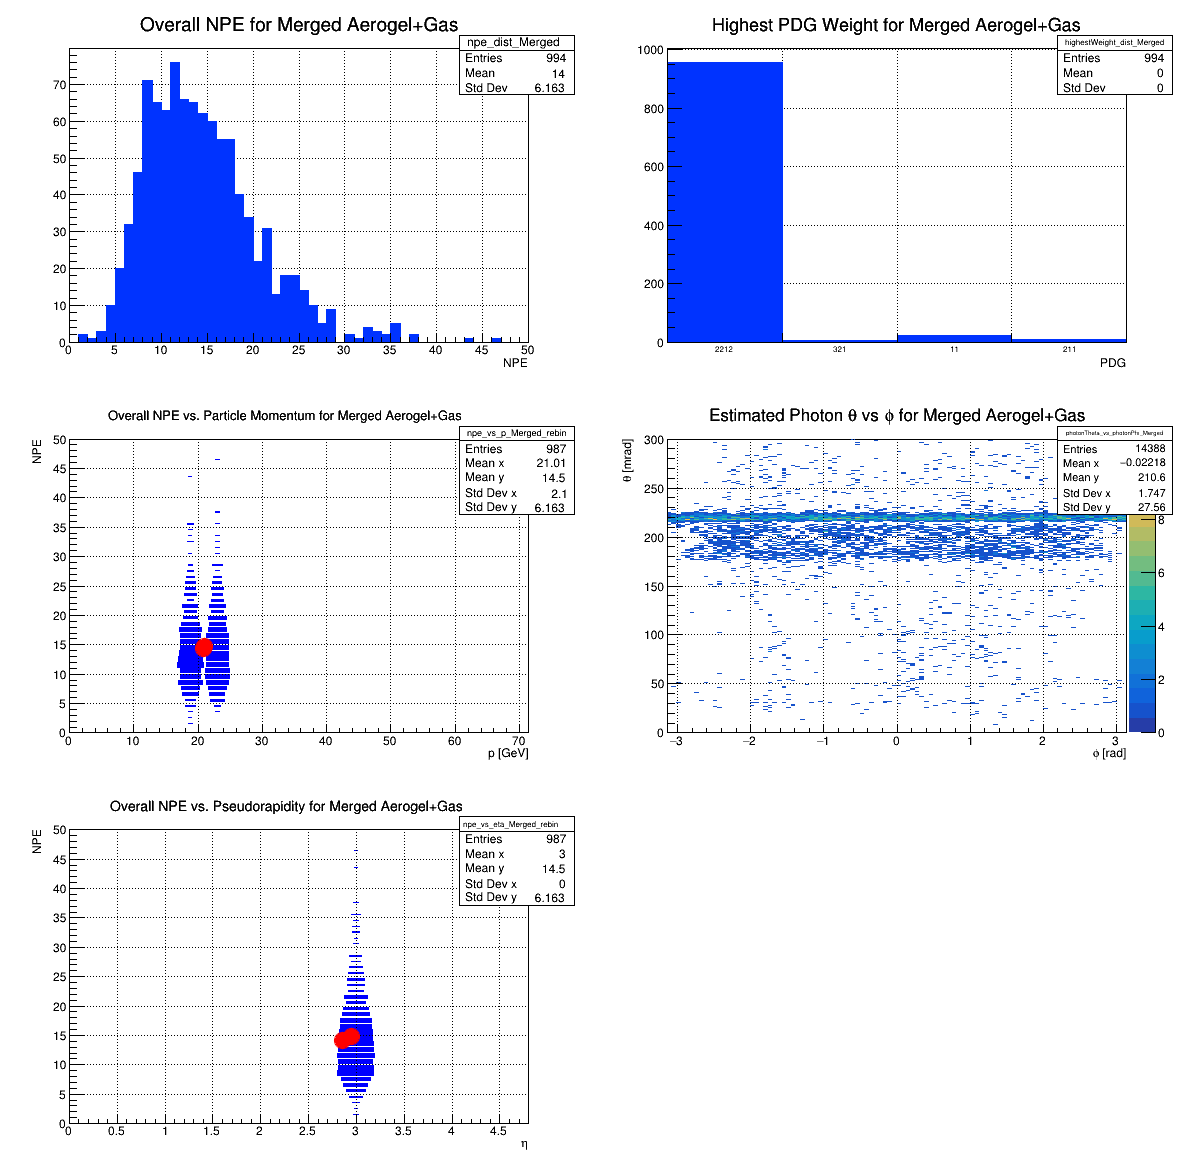 Overall NPE for Merged Aerogel+Gas
npe_dist_Merged
Entries 994
Mean 14
Std Dev 6.163
70
60
50
40
30
20
10
0
0 5 10 15 20 25 30 35 40 45 50
NPE
Highest PDG Weight for Merged Aerogel+Gas
highestWeight_dist_Merged
Entries 994
Mean 0
Std Dev 0
1000
800
600
400
200
0
2212 321 11 211
PDG
Overall NPE vs. Particle Momentum for Merged Aerogel+Gas
npe_vs_p_Merged_rebin
Entries 987
Mean x 21.01
Mean y 14.5
Std Dev x 2.1
Std Dev y 6.163
NPE
50
45
40
35
30
25
20
15
10
5
0
0 10 20 30 40 50 60 70
p [GeV]
Estimated Photon θ vs ϕ for Merged Aerogel+Gas
photonTheta_vs_photonPhi_Merged
Entries 14388
Mean x −0.02218
Mean y 210.6
Std Dev x 1.747
Std Dev y 27.56
θ [mrad]
300
250
200
150
100
50
0
−3 −2 −1 0 1 2 3
ϕ [rad]
8
6
4
2
0
Overall NPE vs. Pseudorapidity for Merged Aerogel+Gas
npe_vs_eta_Merged_rebin
Entries 987
Mean x 3
Mean y 14.5
Std Dev x 0
Std Dev y 6.163
NPE
50
45
40
35
30
25
20
15
10
5
0
0 0.5 1 1.5 2 2.5 3 3.5 4 4.5
η